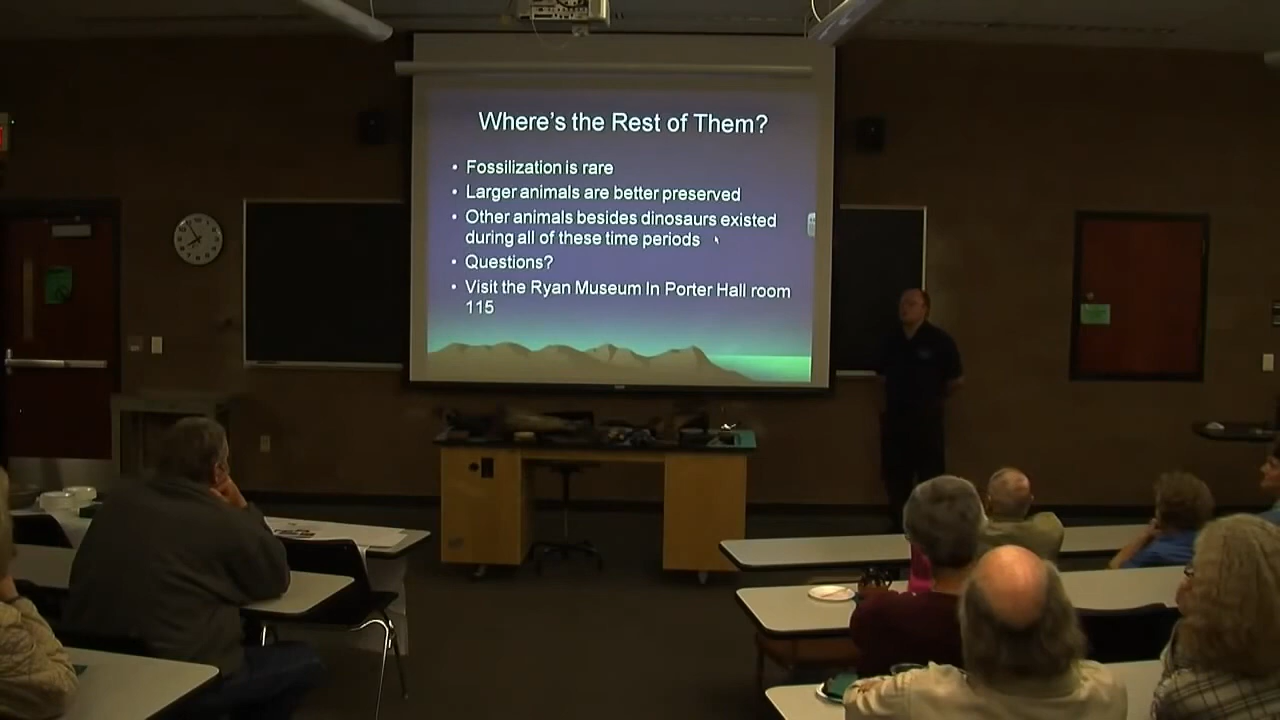 Where's the Rest of Them?
• Fossilization is rare
• Larger animals are better preserved
• Other animals besides dinosaurs existed
during all of these time periods
• Questions?
• Visit the Ryan Museum In Porter Hall room
115